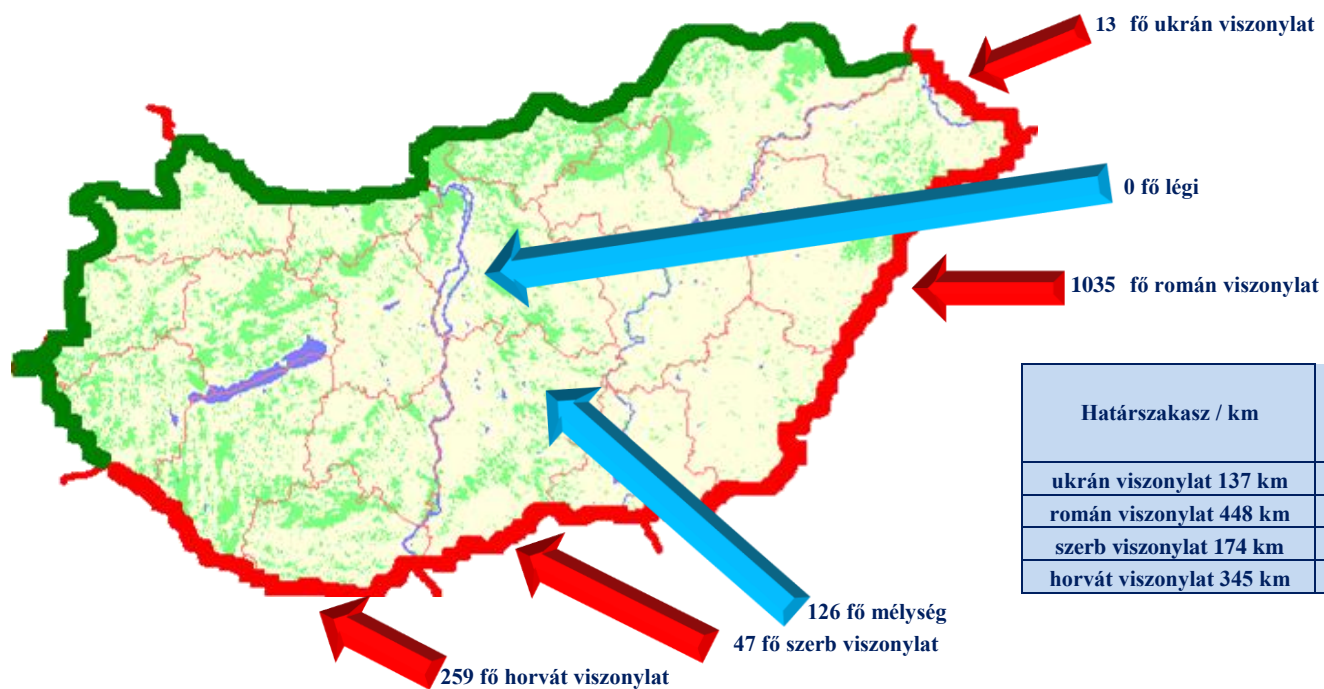 13 fő ukrán viszonylat
0 fő légi
1035 fő román viszonylat
Határszakasz / km
ukrán viszonylat 137 km
román viszonylat 448 km
szerb viszonylat 174 km
horvát viszonylat 345 km
126 fő mélység
47 fő szerb viszonylat
259 fő horvát viszonylat